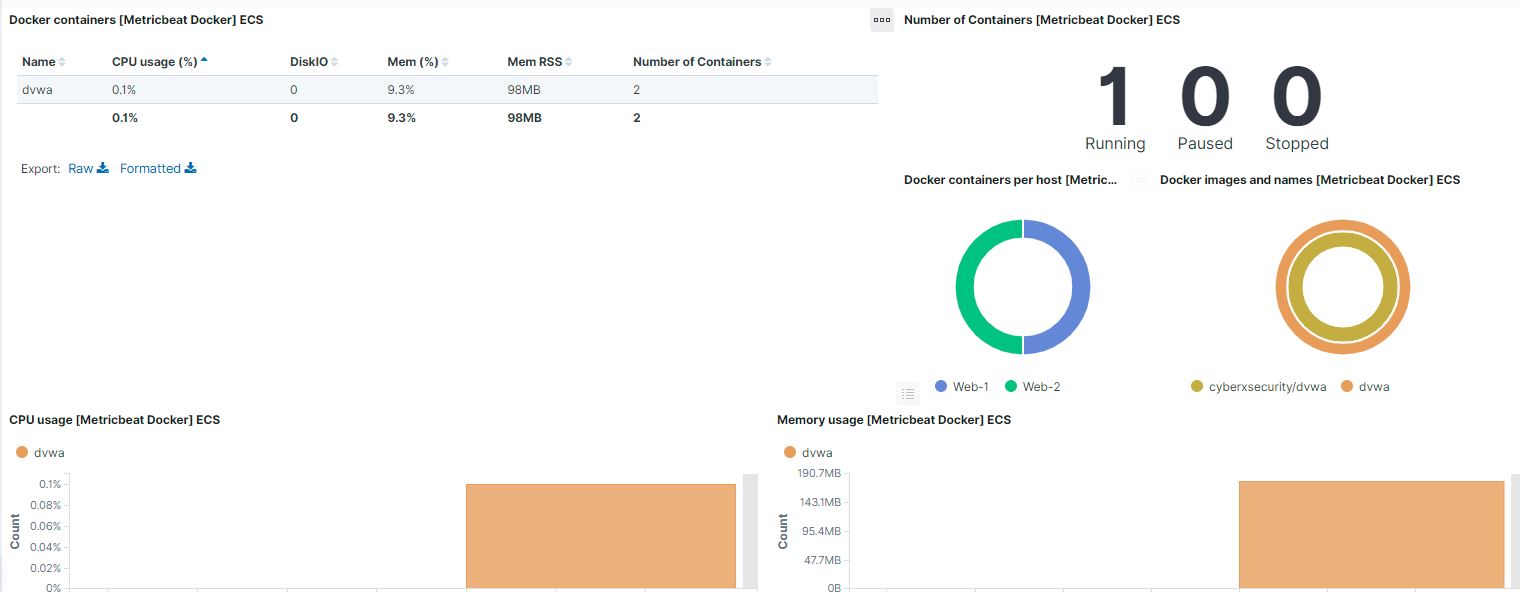 Docker containers [Metricbeat Docker] ECS
Name CPU usage (%) DiskIO Mem (%) Mem RSS Number of Containers
dvwa 0.1% 0 9.3% 98MB 2
0.1% 0 9.3% 98MB 2
Export: Raw Formatted
Number of Containers [Metricbeat Docker] ECS
1 0 0
Running Paused Stopped
Docker containers per host [Metric...
Web-1 Web-2
Docker images and names [Metricbeat Docker] ECS
cyberxsecurity/dvwa dvwa
CPU usage [Metricbeat Docker] ECS
dvwa
Count
0.1%
0.08%
0.06%
0.04%
0.02%
0%
Memory usage [Metricbeat Docker] ECS
dvwa
Count
190.7MB
143.1MB
95.4MB
47.7MB
0B